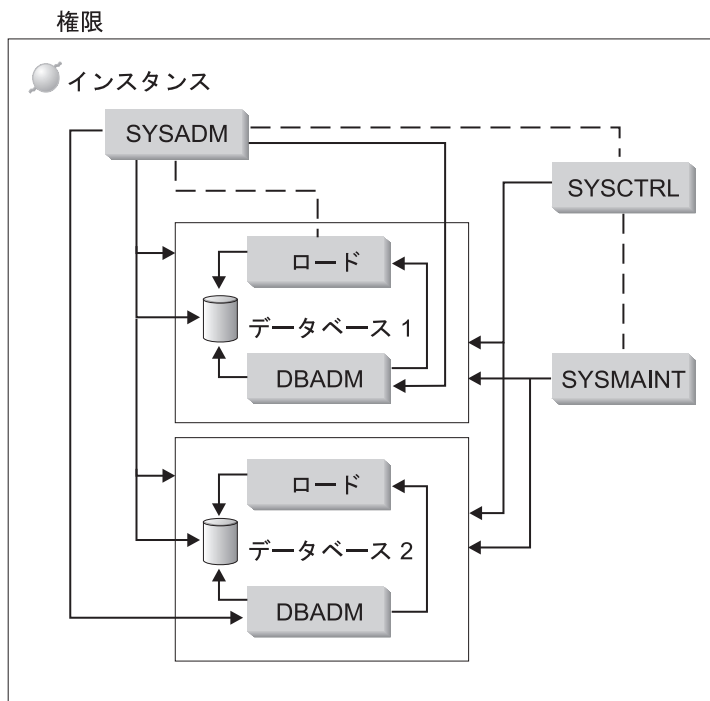 権限
インスタンス
SYSADM
SYSCTRL
ロード
データベース 1
DBADM
SYSMAINT
ロード
データベース 2
DBADM